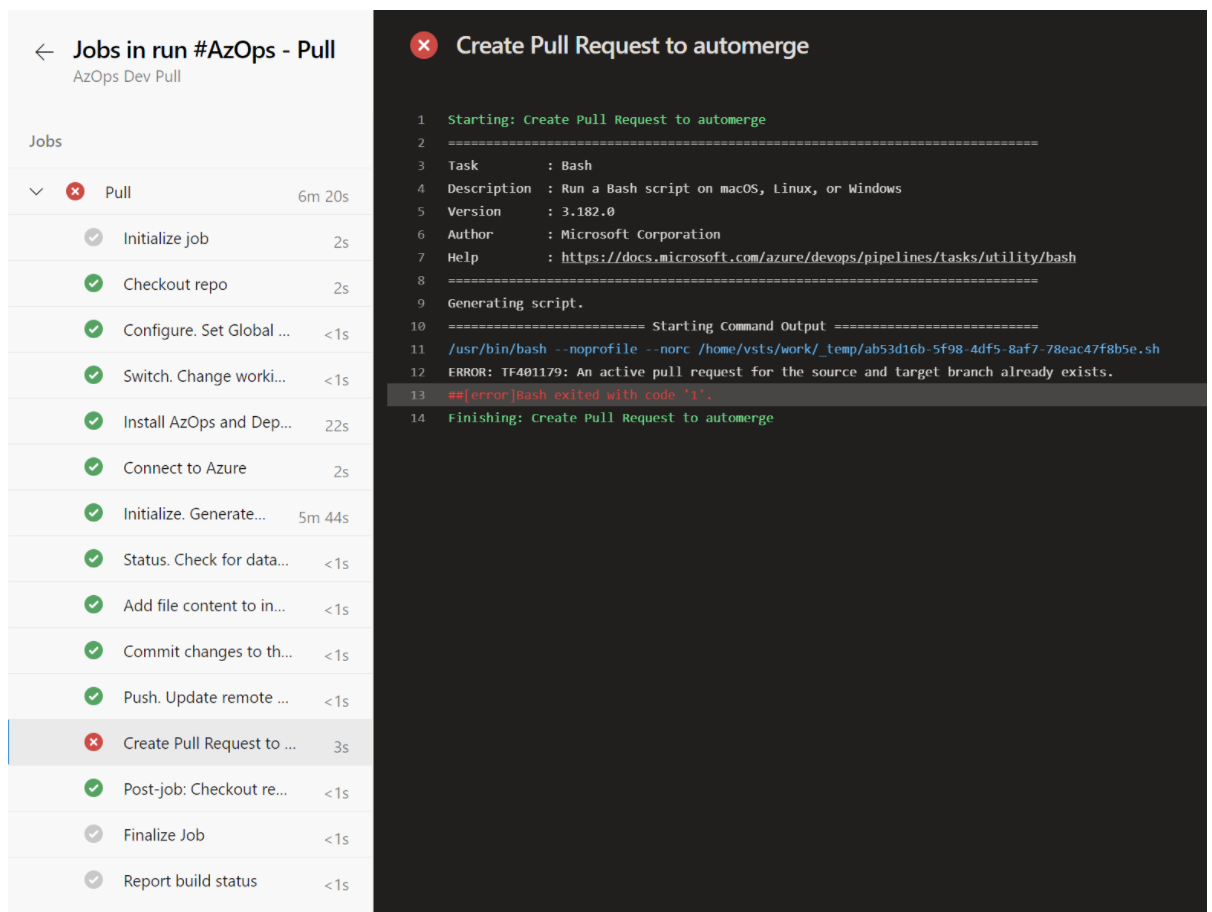 Jobs in run #AzOps - Pull
AzOps Dev Pull
Jobs
Pull 6m 20s
Initialize job 2s
Checkout repo 2s
Configure. Set Global ... <1s
Switch. Change worki... <1s
Install AzOps and Dep... 22s
Connect to Azure 2s
Initialize. Generate... 5m 44s
Status. Check for data... <1s
Add file content to in... <1s
Commit changes to th... <1s
Push. Update remote ... <1s
Create Pull Request to ... 3s
Post-job: Checkout re... <1s
Finalize Job <1s
Report build status <1s
Create Pull Request to automerge
1 Starting: Create Pull Request to automerge
2 ==============================================================================
3 Task : Bash
4 Description : Run a Bash script on macOS, Linux, or Windows
5 Version : 3.182.0
6 Author : Microsoft Corporation
7 Help : https://docs.microsoft.com/azure/devops/pipelines/tasks/utility/bash
8 ==============================================================================
9 Generating script.
10 ========================== Starting Command Output ===========================
11 /usr/bin/bash --noprofile --norc /home/vsts/work/_temp/ab53d16b-5f98-4df5-8af7-78eac47f8b5e.sh
12 ERROR: TF401179: An active pull request for the source and target branch already exists.
13 ##[error]Bash exited with code '1'.
14 Finishing: Create Pull Request to automerge